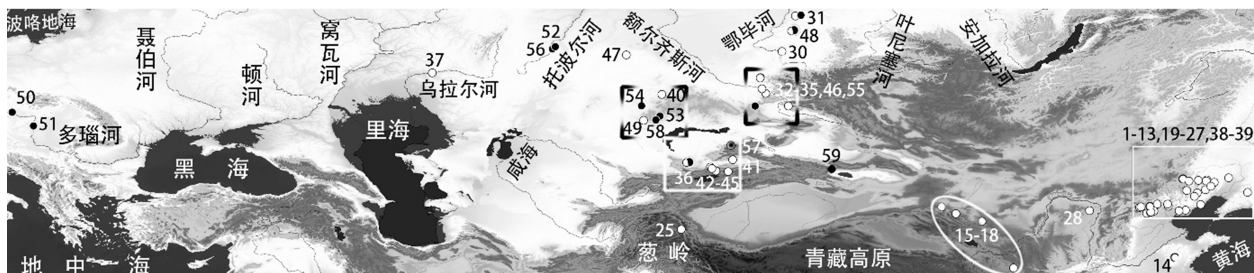 波咯地海
聂伯河
顿河
窝瓦河
37
乌拉尔河
52
56
托波尔河
47
额尔齐斯河
鄂毕河
31
48
30
叶尼塞河
安加拉河
50
51
多瑙河
黑海
里海
咸海
54
40
53
49
58
32-35,46,55
57
41
36
42-45
59
1-13,19-27,38-39
25
葱岭
青藏高原
15-18
28
14
黄海
地中海